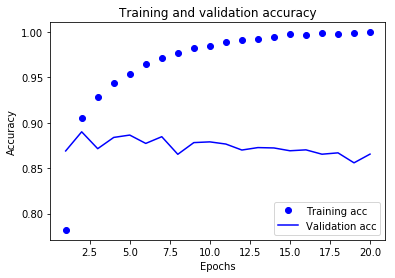 Training and validation accuracy
1.00
0.95
0.90
0.85
0.80
Accuracy
Training acc
Validation acc
2.5 5.0 7.5 10.0 12.5 15.0 17.5 20.0
Epochs